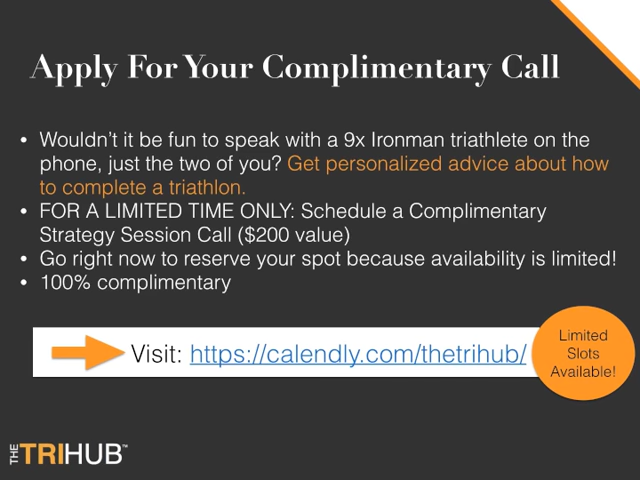 Apply For Your Complimentary Call
• Wouldn't it be fun to speak with a 9x Ironman triathlete on the
phone, just the two of you? Get personalized advice about how
to complete a triathlon.
• FOR A LIMITED TIME ONLY: Schedule a Complimentary
Strategy Session Call ($200 value)
• Go right now to reserve your spot because availability is limited!
• 100% complimentary
Visit: https://calendly.com/thetrihub/
Limited
Slots
Available!
THE TRIHUB™